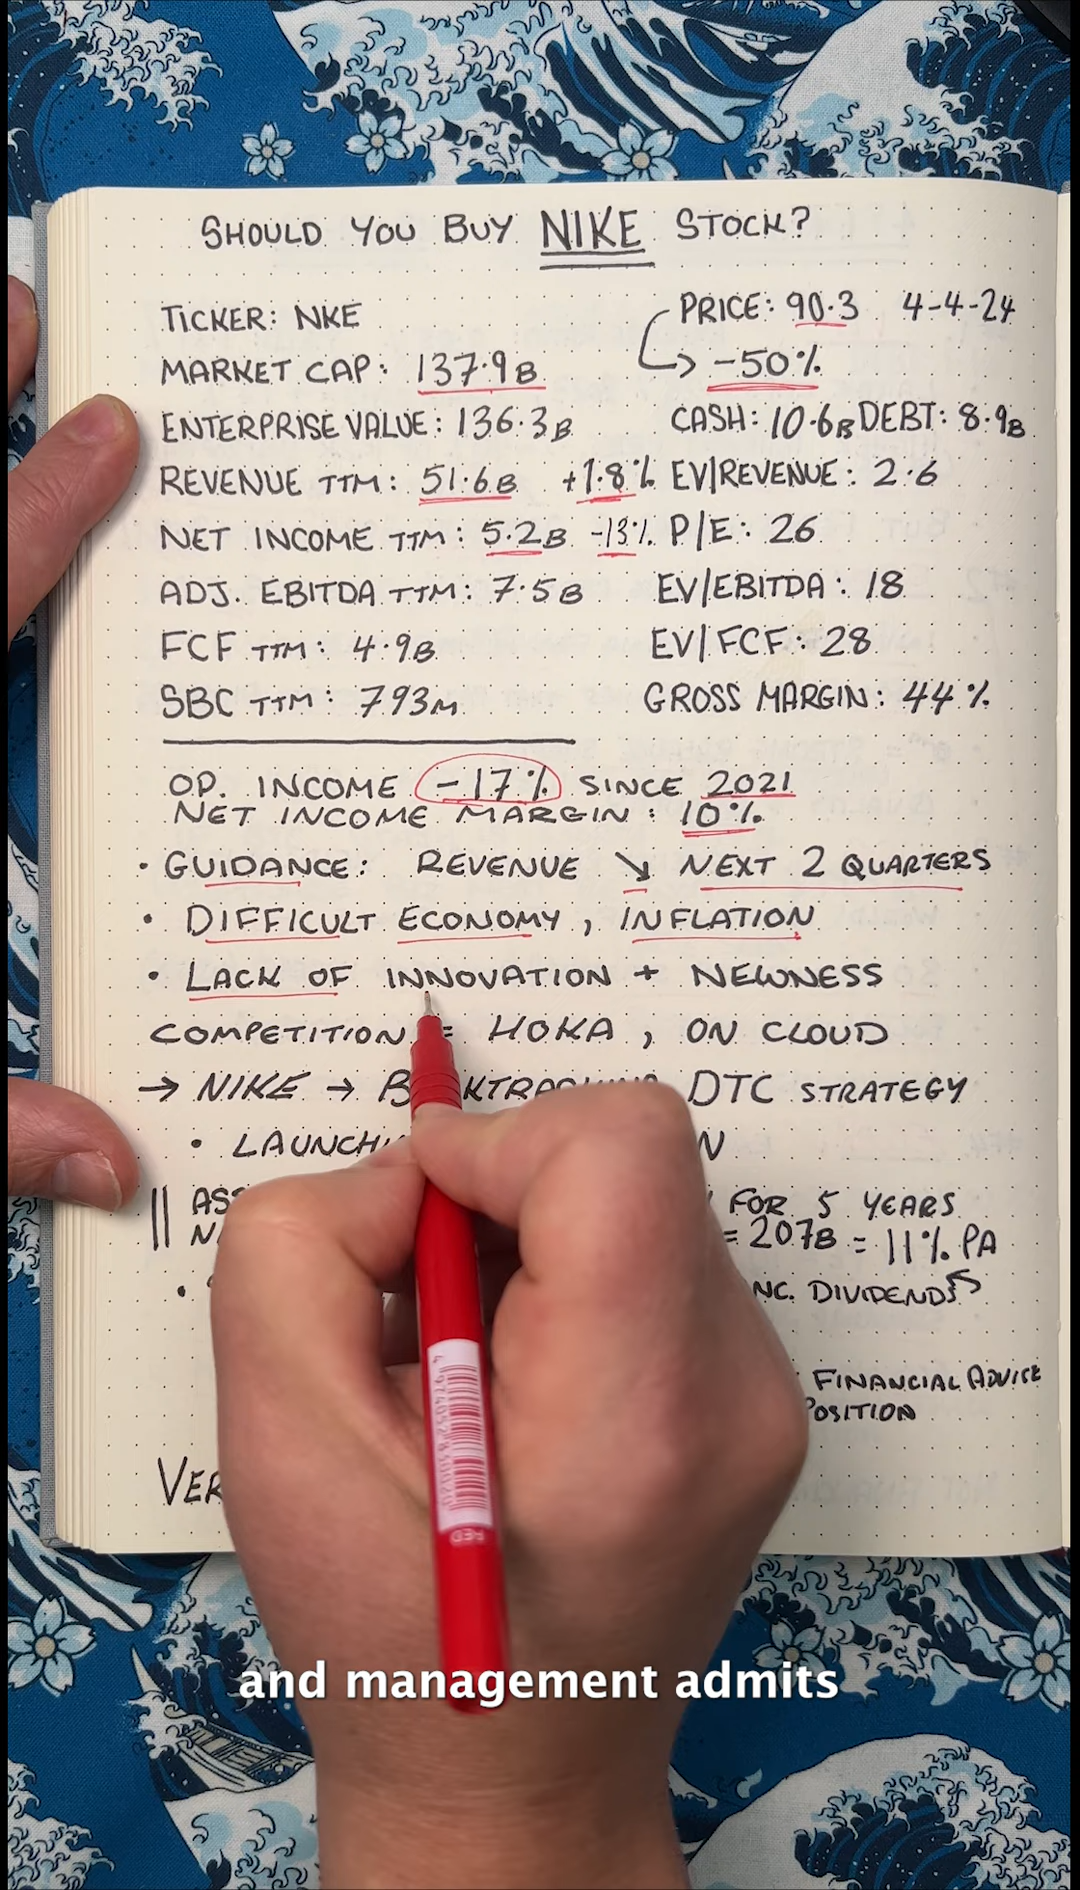 SHOULD YOU BUY NIKE STOCK?
TICKER: NKE PRICE: 90.3 4-4-24
MARKET CAP: 137.9B -50%
ENTERPRISE VALUE: 136.3B CASH: 10.6B DEBT: 8.9B
REVENUE TTM: 51.6B +1.8% EV/REVENUE: 2.6
NET INCOME TTM: 5.2B -13% P/E: 26
ADJ. EBITDA TTM: 7.5B EV/EBITDA: 18
FCF TTM: 4.9B EV/FCF: 28
SBC TTM: 793M GROSS MARGIN: 44%
OP. INCOME -17% SINCE 2021
NET INCOME MARGIN: 10%
• GUIDANCE: REVENUE ↘ NEXT 2 QUARTERS
• DIFFICULT ECONOMY, INFLATION
• LACK OF INNOVATION + NEWNESS
COMPETITION = HOKA, ON CLOUD
→ NIKE → DTC STRATEGY
•
FOR 5 YEARS
= 207B = 11% PA
• DIVIDENDS
FINANCIAL ADVICE
POSITION
RED
and management admits